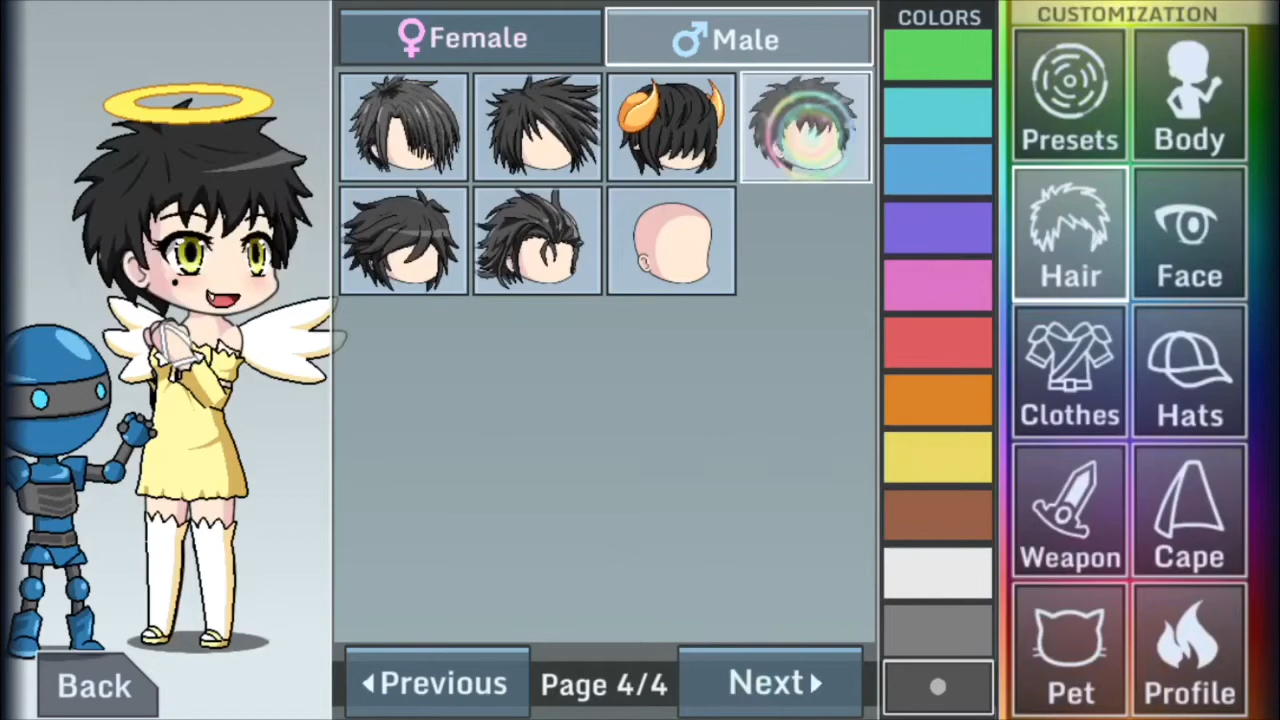 Female
Male
COLORS
CUSTOMIZATION
Presets
Body
Hair
Face
Clothes
Hats
Weapon
Cape
Pet
Profile
Back
Previous
Page 4/4
Next